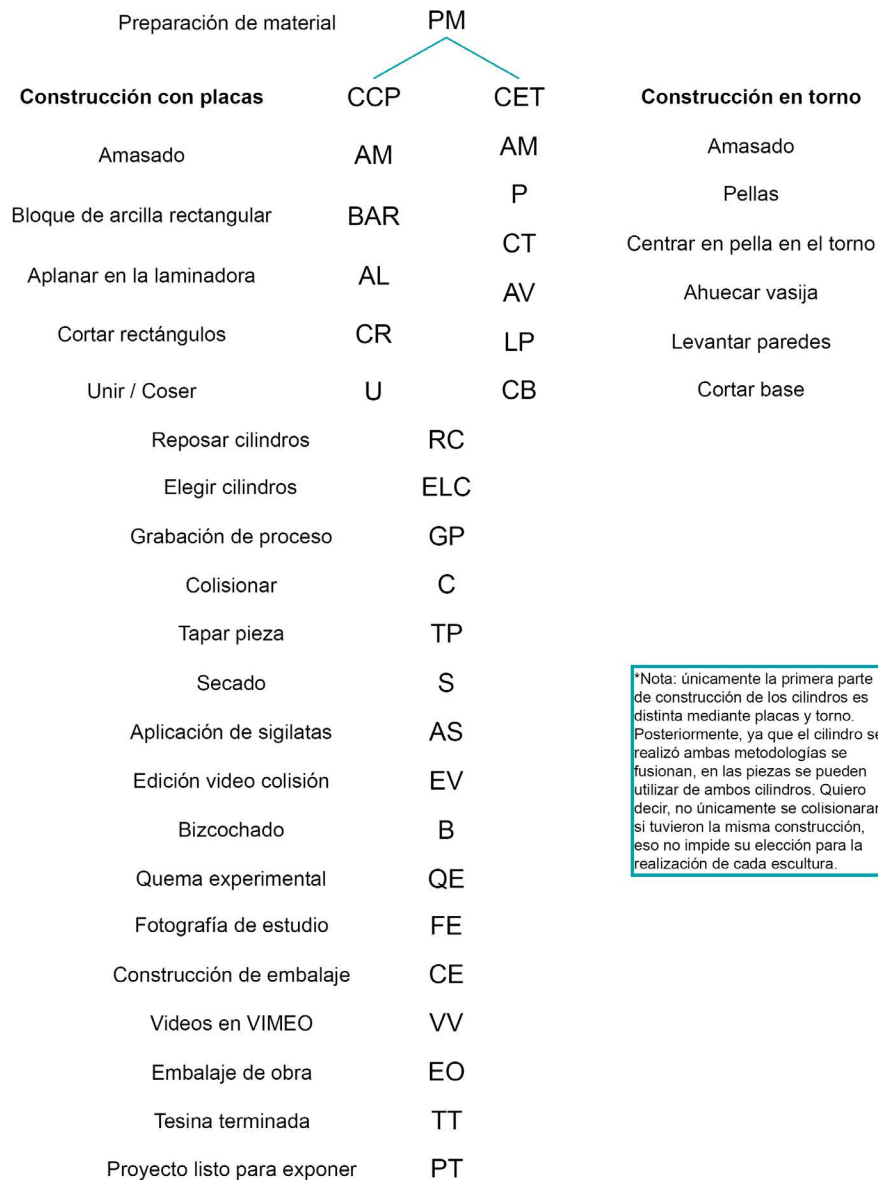 Preparación de material PM
Construcción con placas CCP CET Construcción en torno
Amasado AM AM Amasado
P Pellas
Bloque de arcilla rectangular BAR
CT Centrar en pella en el torno
Aplanar en la laminadora AL
AV Ahuecar vasija
Cortar rectángulos CR
LP Levantar paredes
Unir / Coser U CB Cortar base
Reposar cilindros RC
Elegir cilindros ELC
Grabación de proceso GP
Colisionar C
Tapar pieza TP
Secado S
Aplicación de sigilatas AS
Edición video colisión EV
Bizcochado B
Quema experimental QE
Fotografía de estudio FE
Construcción de embalaje CE
Videos en VIMEO VV
Embalaje de obra EO
Tesina terminada TT
Proyecto listo para exponer PT
*Nota: únicamente la primera parte
de construcción de los cilindros es
distinta mediante placas y torno.
Posteriormente, ya que el cilindro se
realizó ambas metodologías se
fusionan, en las piezas se pueden
utilizar de ambos cilindros. Quiero
decir, no únicamente se colisionaran
si tuvieron la misma construcción,
eso no impide su elección para la
realización de cada escultura.